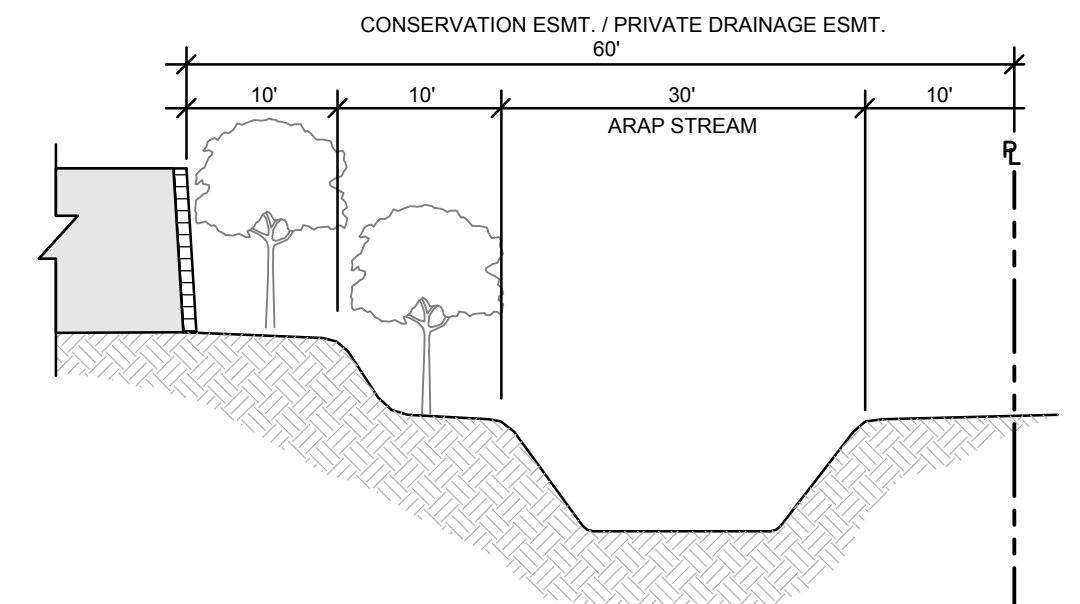 CONSERVATION ESMT. / PRIVATE DRAINAGE ESMT.
60'
10' 10' 30' 10'
ARAP STREAM
PL